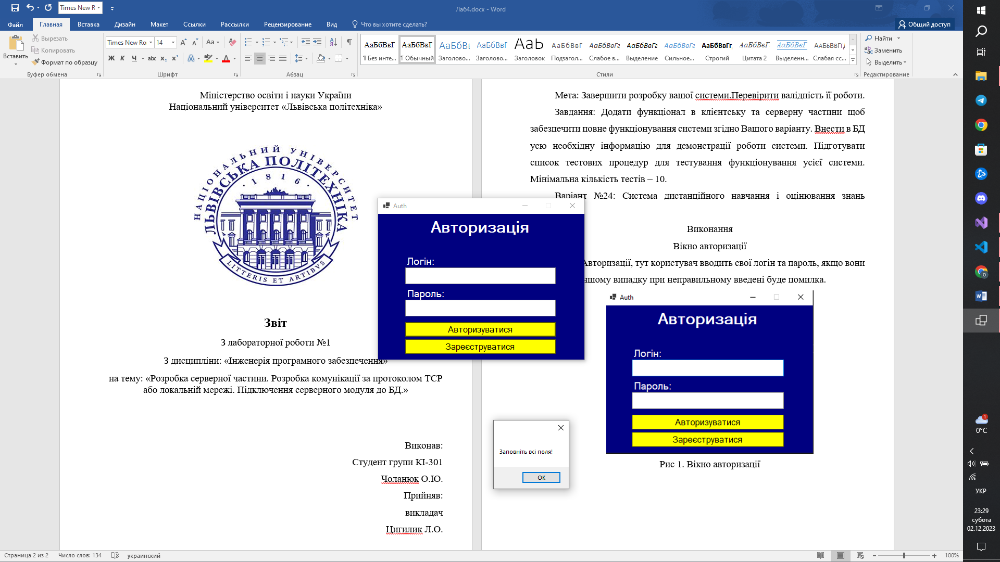 Times New R
Лаб4.docx - Word
Файл
Главная
Вставка
Дизайн
Макет
Ссылки
Рассылки
Рецензирование
Вид
Что вы хотите сделать?
Общий доступ
Вставить
Вырезать
Копировать
Формат по образцу
Буфер обмена
Times New Ro
14
Шрифт
Абзац
АаБбВвГ АаБбВвГ АаБбВ АаБбВвГ АаБ АаБбВвГ АаБбВвГг АаБбВвГг АаБбВвГг АаБбВвГг, АаБбВвГ АаБбВвГ АаБбВвГг
¶ Без инте... ¶ Обычный Заголово... Заголово... Заголовок Подзагол... Слабое в... Выделение Сильное... Строгий Цитата 2 Выделенн... Слабая сс...
Стили
Найти
Заменить
Выделить
Редактирование
Міністерство освіти і науки України
Національний університет «Львівська політехніка»
НАЦІОНАЛЬНИЙ УНІВЕРСИТЕТ
ЛЬВІВСЬКА ПОЛІТЕХНІКА
· 1 8 1 6 ·
LITTERIS ET ARTIBVS
Звіт
З лабораторної роботи №1
З дисципліни: «Інженерія програмного забезпечення»
на тему: «Розробка серверної частини. Розробка комунікації за протоколом TCP
або локальній мережі. Підключення серверного модуля до БД.»
Виконав:
Студент групи КІ-301
Чоланюк О.Ю.
Прийняв:
викладач
Цигилик Л.О.
Мета: Завершити розробку вашої системи.Перевірити валідність її роботи.
Завдання: Додати функціонал в клієнтську та серверну частини щоб
забезпечити повне функціонування системи згідно Вашого варіанту. Внести в БД
усю необхідну інформацію для демонстрації роботи системи. Підготувати
список тестових процедур для тестування функціонування усієї системи.
Мінімальна кількість тестів – 10.
Варіант №24: Система дистанційного навчання і оцінювання знань
Виконання
Вікно авторизації
Авторизації, тут користувач вводить свої логін та пароль, якщо вони
ншому випадку при неправильному введені буде помилка.
Auth
Авторизація
Логін:
Пароль:
Авторизуватися
Зареєструватися
Рис 1. Вікно авторизації
Auth
Авторизація
Логін:
Пароль:
Авторизуватися
Зареєструватися
Заповніть всі поля!
OK
Страница 2 из 2
Число слов: 134
украинский
100%
1
0°C
УКР
23:29
субота
02.12.2023